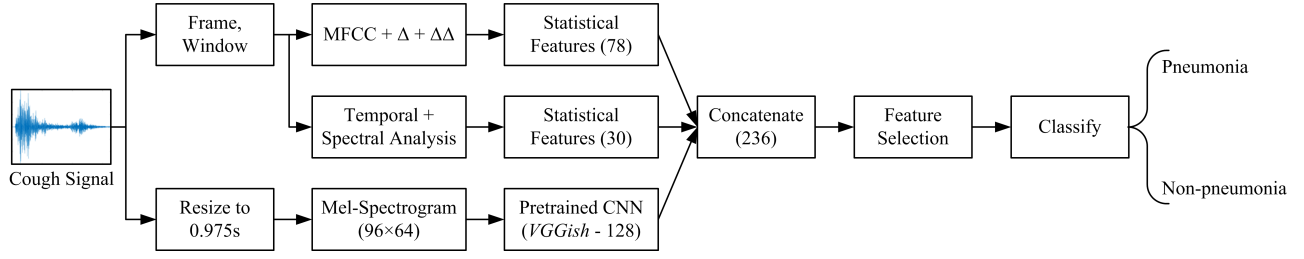 Frame,
Window
MFCC + Δ + ΔΔ
Statistical
Features (78)
Cough Signal
Temporal +
Spectral Analysis
Statistical
Features (30)
Concatenate
(236)
Feature
Selection
Classify
Pneumonia
Non-pneumonia
Resize to
0.975s
Mel-Spectrogram
(96×64)
Pretrained CNN
(VGGish - 128)